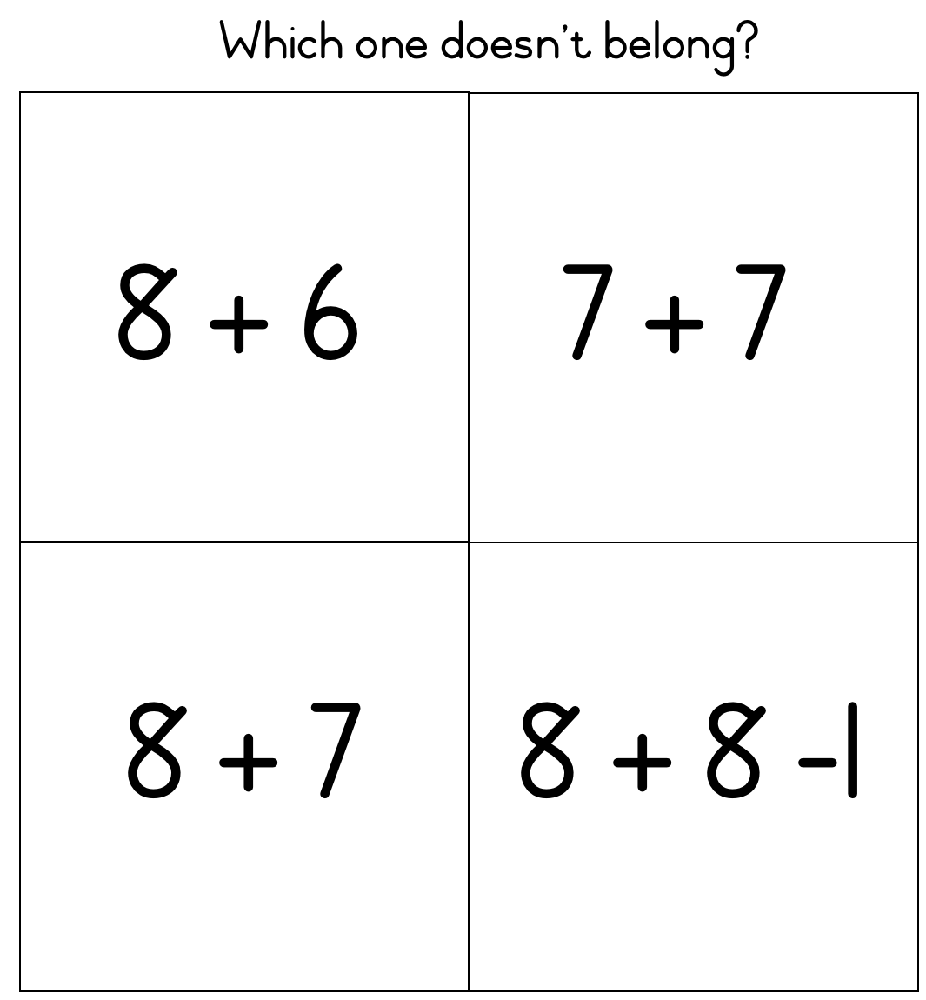 Which one doesn't belong?
8 + 6
7 + 7
8 + 7
8 + 8 -1